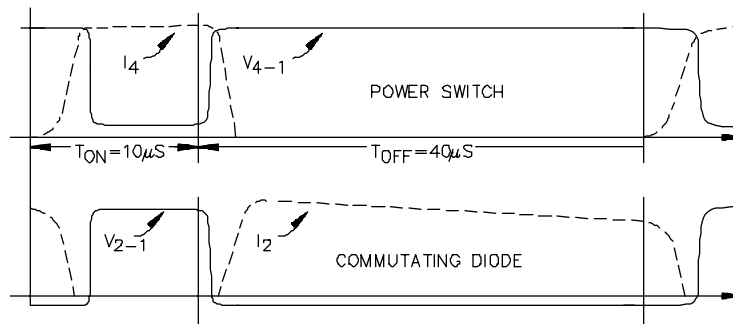 I4
V4-1
POWER SWITCH
TON=10µS
TOFF=40µS
V2-1
I2
COMMUTATING DIODE